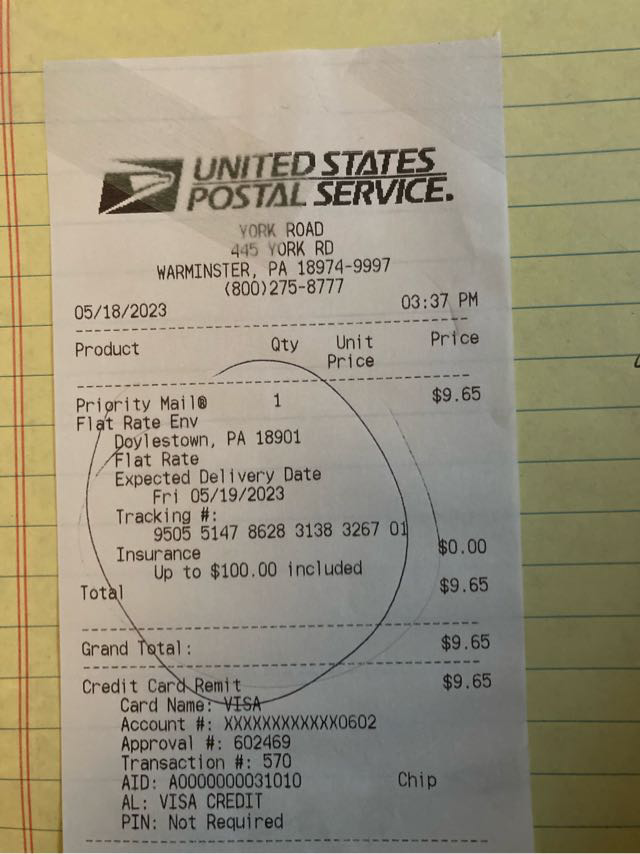 UNITED STATES
POSTAL SERVICE.
YORK ROAD
445 YORK RD
WARMINSTER, PA 18974-9997
(800)275-8777
05/18/2023 03:37 PM
Product Qty Unit Price
Price
Priority Mail® 1 $9.65
Flat Rate Env
Doylestown, PA 18901
Flat Rate
Expected Delivery Date
Fri 05/19/2023
Tracking #:
9505 5147 8628 3138 3267 01
Insurance $0.00
Up to $100.00 included
Total $9.65
Grand Total: $9.65
Credit Card Remit $9.65
Card Name: VISA
Account #: XXXXXXXXXXXX0602
Approval #: 602469
Transaction #: 570
AID: A0000000031010 Chip
AL: VISA CREDIT
PIN: Not Required